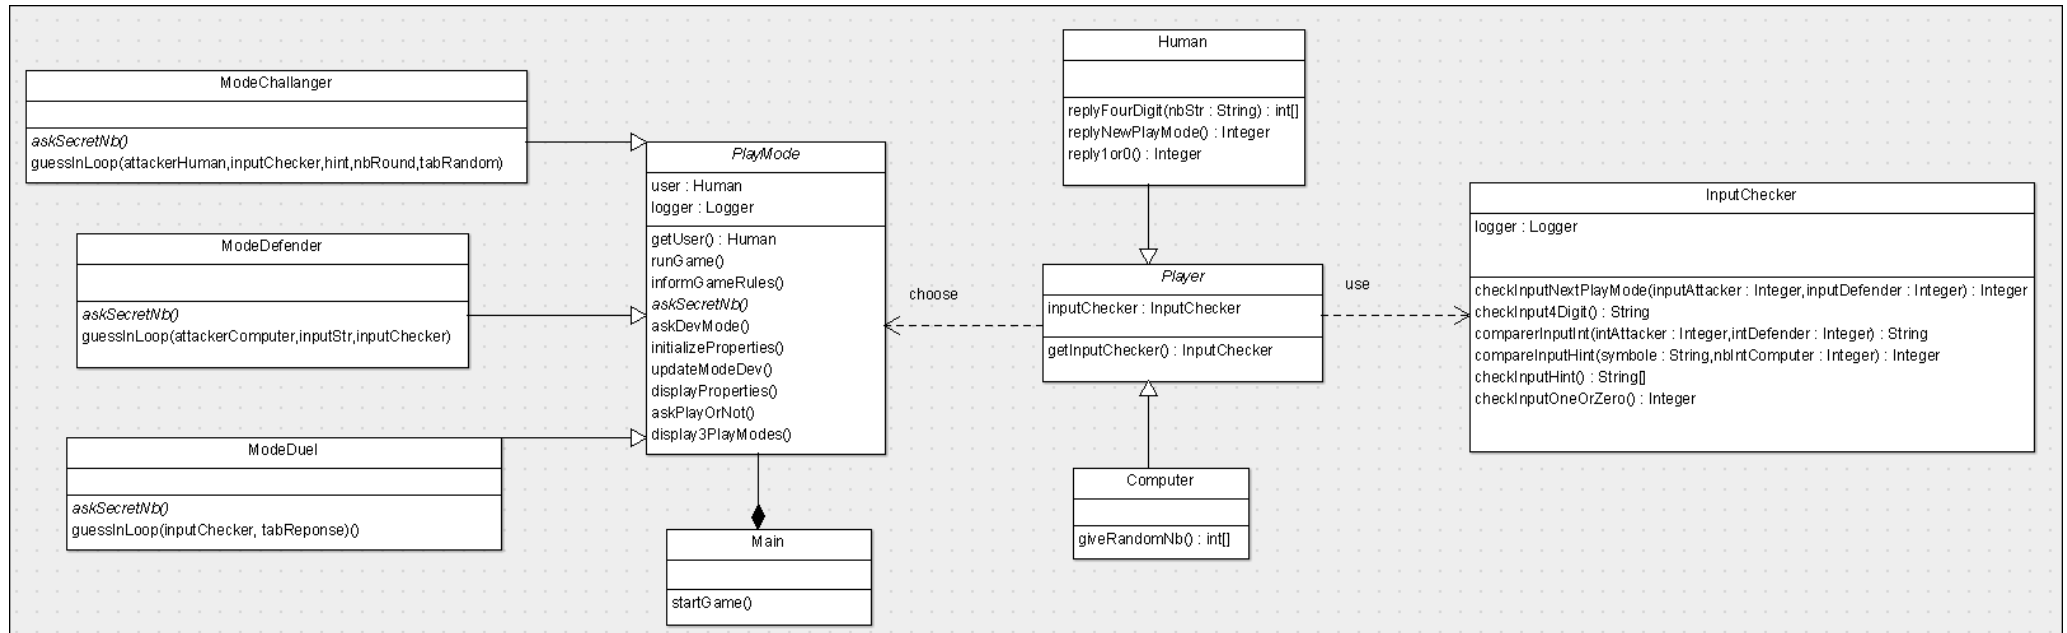 ModeChallanger
askSecretNb()
guessInLoop(attackerHuman,inputChecker,hint,nbRound,tabRandom)
ModeDefender
askSecretNb()
guessInLoop(attackerComputer,inputStr,inputChecker)
ModeDuel
askSecretNb()
guessInLoop(inputChecker, tabReponse)()
PlayMode
user : Human
logger : Logger
getUser() : Human
runGame()
informGameRules()
askSecretNb()
askDevMode()
initializeProperties()
updateModeDev()
displayProperties()
askPlayOrNot()
display3PlayModes()
Main
startGame()
choose
Human
replyFourDigit(nbStr : String) : int[]
replyNewPlayMode() : Integer
reply1or0() : Integer
Player
inputChecker : InputChecker
getInputChecker() : InputChecker
Computer
giveRandomNb() : int[]
use
InputChecker
logger : Logger
checkInputNextPlayMode(inputAttacker : Integer,inputDefender : Integer) : Integer
checkInput4Digit() : String
comparerInputInt(intAttacker : Integer,intDefender : Integer) : String
compareInputHint(symbole : String,nbIntComputer : Integer) : Integer
checkInputHint() : String[]
checkInputOneOrZero() : Integer